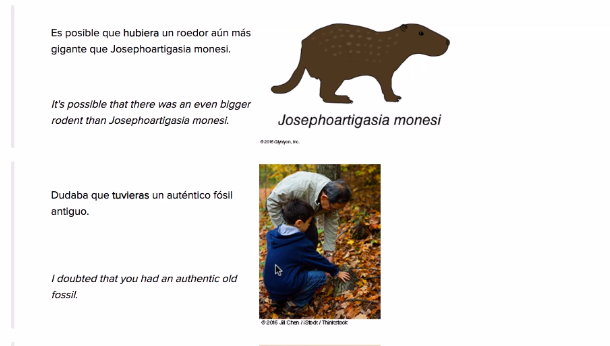 Es posible que hubiera un roedor aún más
gigante que Josephoartigasia monesi.
It's possible that there was an even bigger
rodent than Josephoartigasia monesi.
Josephoartigasia monesi
© 2016 Glynlyon, Inc.
Dudaba que tuvieras un auténtico fósil
antiguo.
I doubted that you had an authentic old
fossil.
© 2016 Jill Chen / iStock / Thinkstock